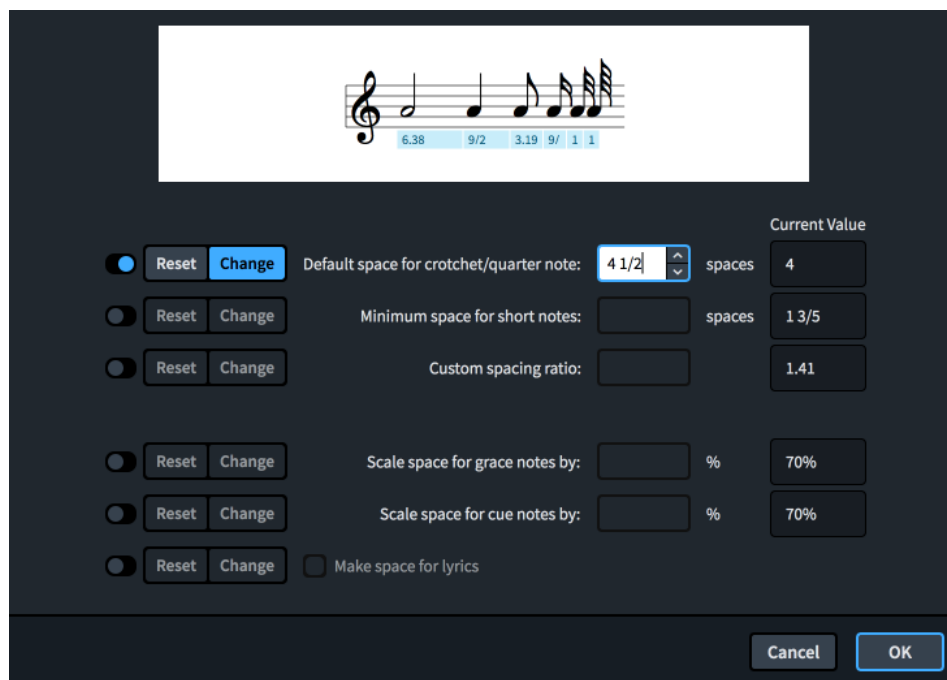 6.38 9/2 3.19 9/ 1 1
Current Value
Reset Change Default space for crotchet/quarter note: 4 1/2 spaces 4
Reset Change Minimum space for short notes: spaces 1 3/5
Reset Change Custom spacing ratio: 1.41
Reset Change Scale space for grace notes by: % 70%
Reset Change Scale space for cue notes by: % 70%
Reset Change Make space for lyrics
Cancel OK